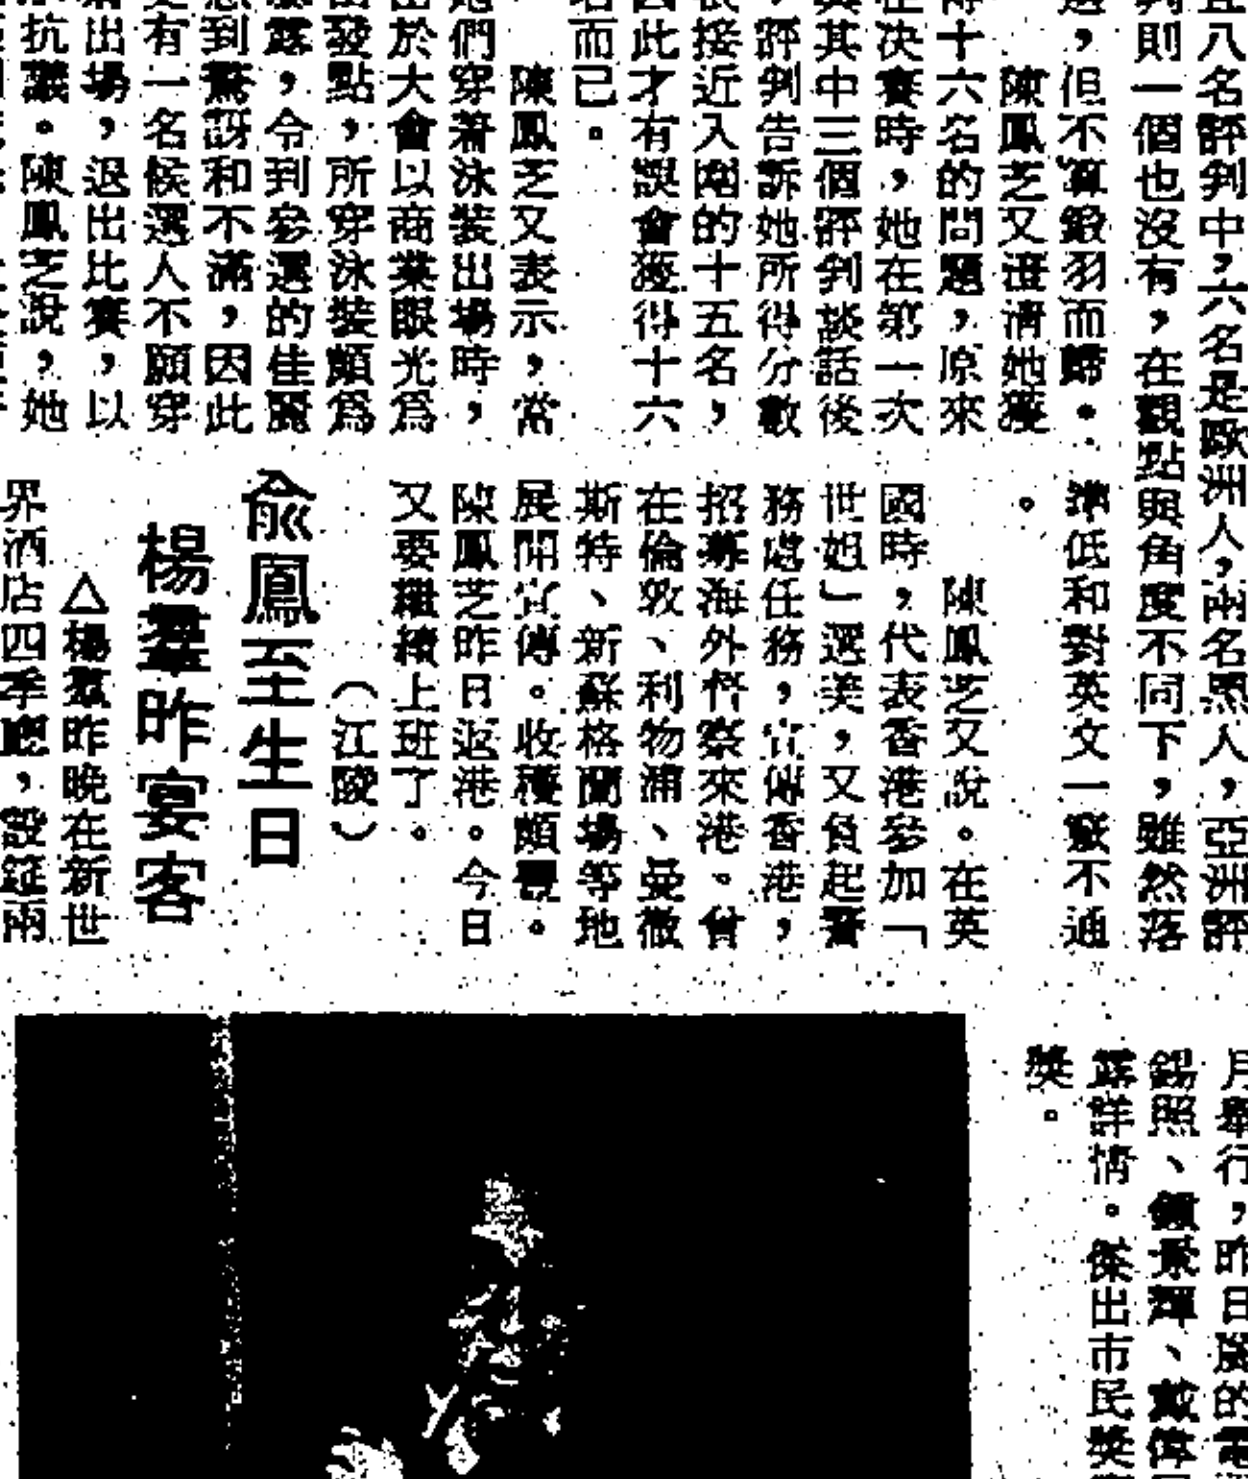 且八名評判中，六名是歐洲人，兩名黑人，亞洲評
判則一個也沒有，在觀點與角度不同下，雖然落
選，但不算鎩羽而歸。
陳鳳芝又澄清她獲
得十六名的問題，原來
在決賽時，她在第一次
與其中三個評判談話後
，評判告訴她所得分數
很接近入圍的十五名，
因此才有誤會獲得十六
名而已。
陳鳳芝又表示，當
她們穿着泳裝出場時，
由於大會以商業眼光為
出發點，所穿泳裝頗為
暴露，令到參選的佳麗
感到驚訝和不滿，因此
更有一名候選人不願穿
出場，退出比賽，以
抗議。陳鳳芝說，她
準低和對英文一竅不通
。
陳鳳芝又說。在英
國時，代表香港參加「
世姐」選美，又負起警
務處任務，宣傳香港，
招募海外督察來港。曾
在倫敦、利物浦、曼徹
斯特、新蘇格蘭場等地
展開宣傳。收穫頗豐。
陳鳳芝昨日返港。今日
又要繼續上班了。
（江陵）
俞鳳至生日
楊羣昨宴客
△楊羣昨晚在新世
界酒店四季廳，設筵兩
月舉行，昨日
錫照、鍾景輝、戴偉
露詳情。傑出市民獎
獎。